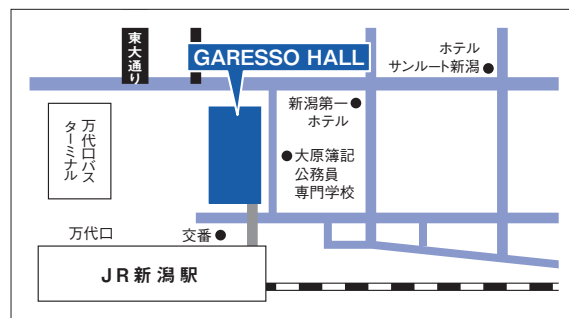 東大通り
GARESSO HALL
ホテル
サンルート新潟
新潟第一
ホテル
万代口バス
ターミナル
大原簿記
公務員
専門学校
万代口
交番
JR新潟駅